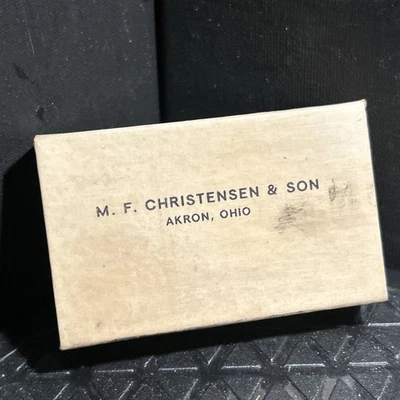 M. F. CHRISTENSEN & SON
AKRON, OHIO